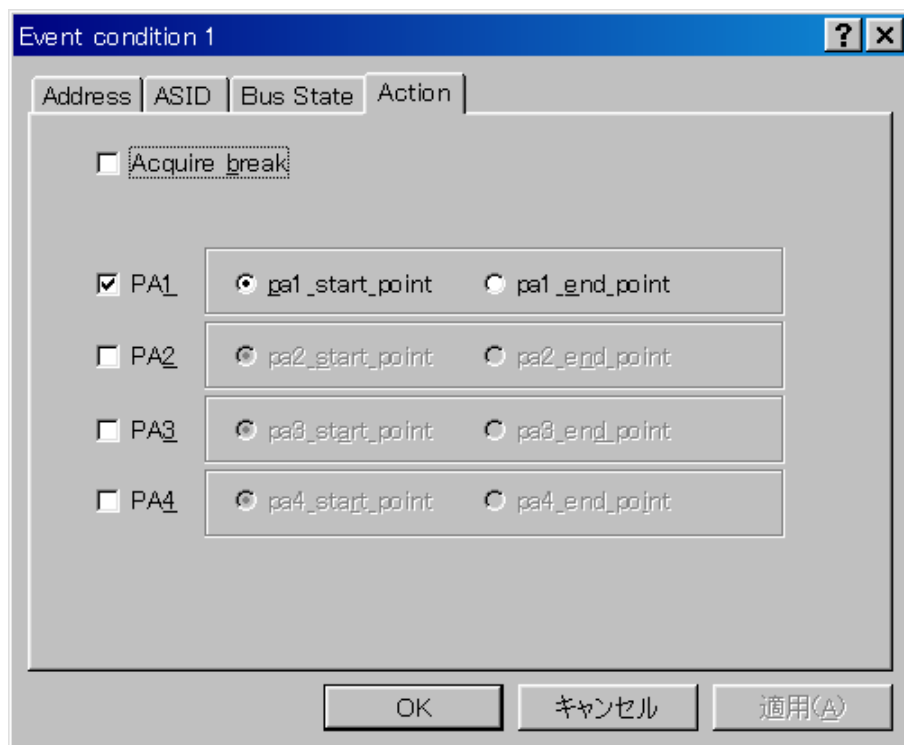 Event condition 1
Address ASID Bus State Action
Acquire break
PA1 pa1_start_point pa1_end_point
PA2 pa2_start_point pa2_end_point
PA3 pa3_start_point pa3_end_point
PA4 pa4_start_point pa4_end_point
OK キャンセル 適用(A)